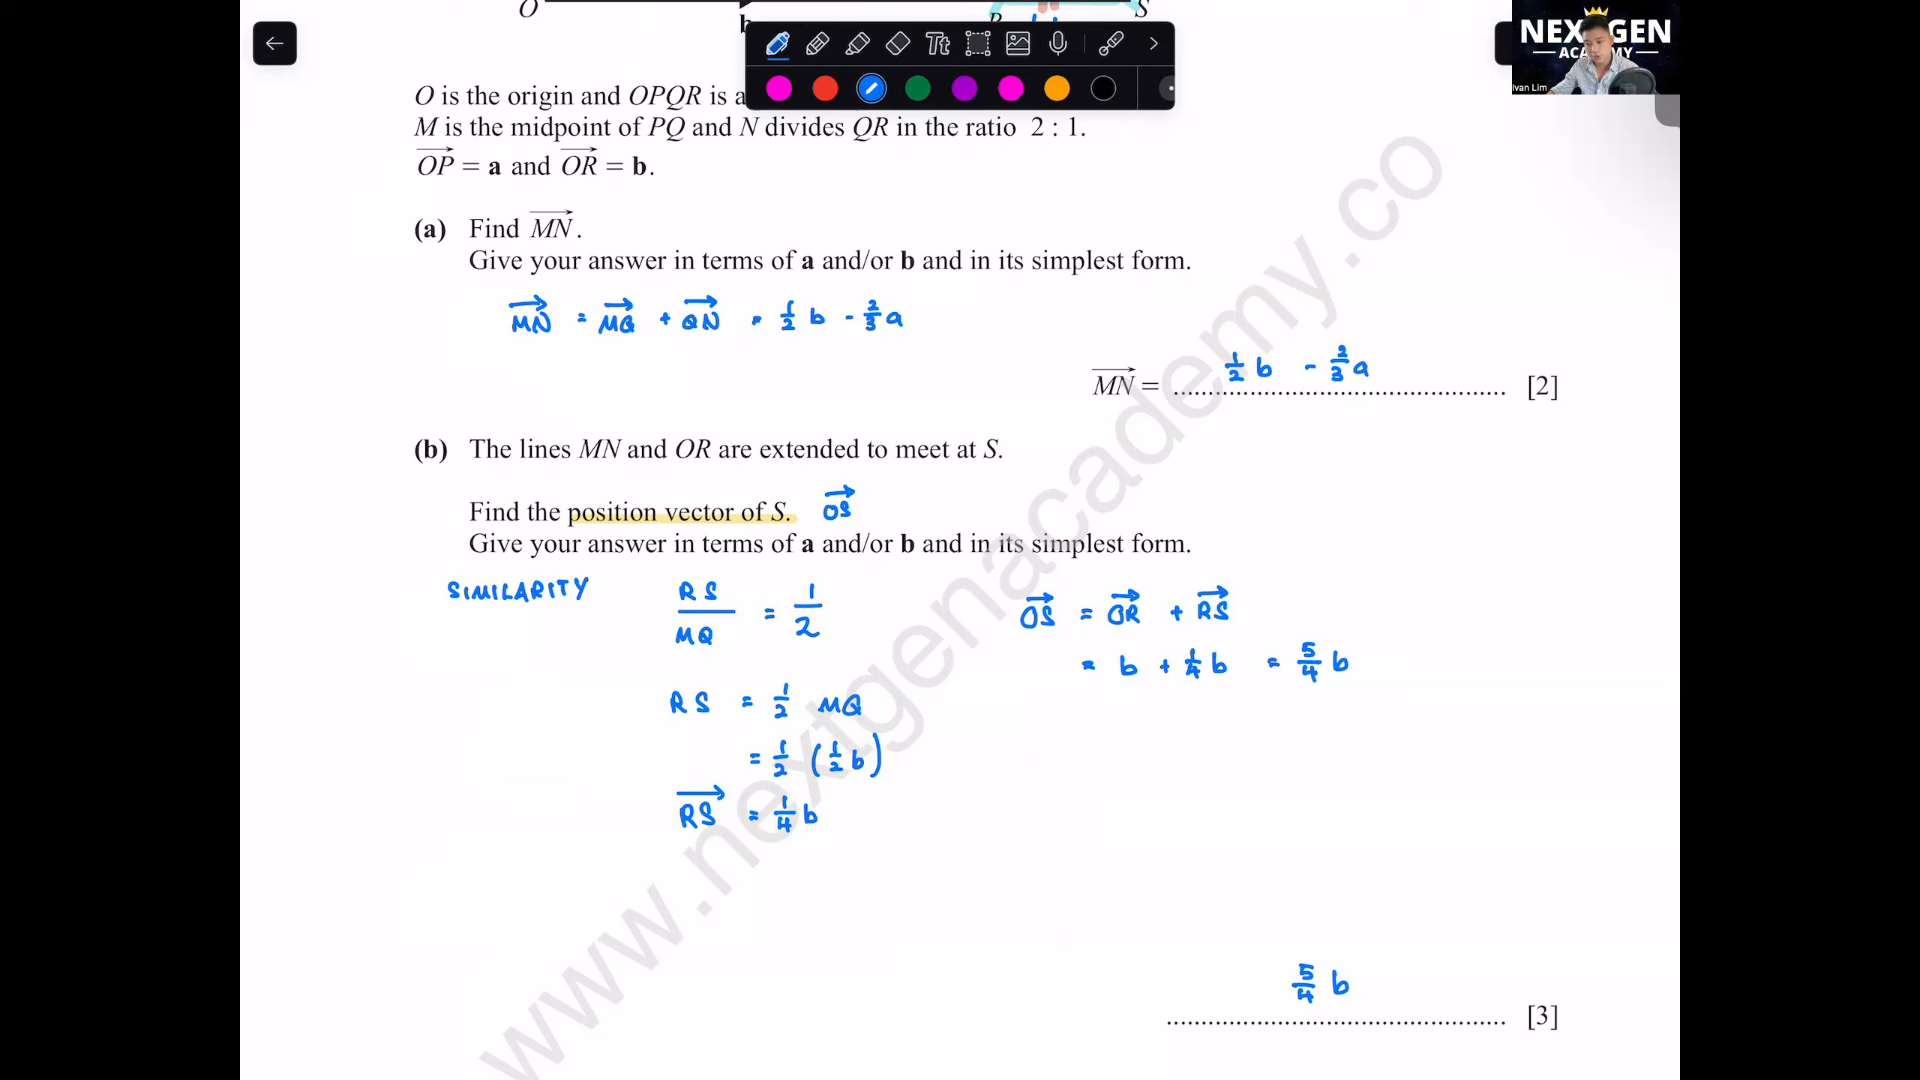 O
b
R
S
NEXTGEN
ACADEMY
Ivan Lim
Tt
O is the origin and OPQR is a
M is the midpoint of PQ and N divides QR in the ratio 2 : 1.
OP = a and OR = b.
(a) Find MN.
Give your answer in terms of a and/or b and in its simplest form.
MN = MQ + QN = 1/2 b - 2/3 a
1/2 b - 2/3 a
MN = ................................................ [2]
(b) The lines MN and OR are extended to meet at S.
Find the position vector of S. OS
Give your answer in terms of a and/or b and in its simplest form.
SIMILARITY RS/MQ = 1/2 OS = OR + RS
= b + 1/4 b = 5/4 b
RS = 1/2 MQ
= 1/2 (1/2 b)
RS = 1/4 b
5/4 b
................................................ [3]
www.nextgenacademy.co